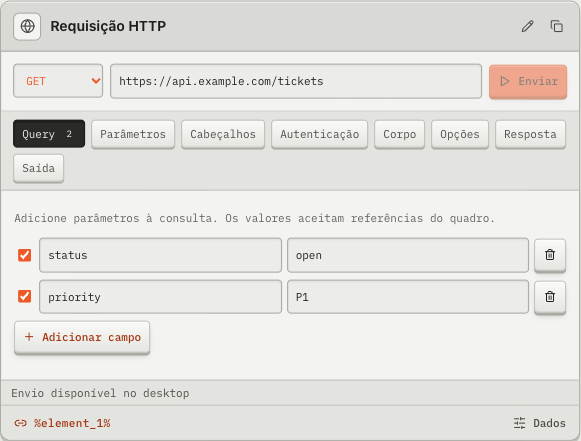 Requisição HTTP
GET https://api.example.com/tickets Enviar
Query 2 Parâmetros Cabeçalhos Autenticação Corpo Opções Resposta
Saída
Adicione parâmetros à consulta. Os valores aceitam referências do quadro.
status open
priority P1
+ Adicionar campo
Envio disponível no desktop
%element_1% Dados